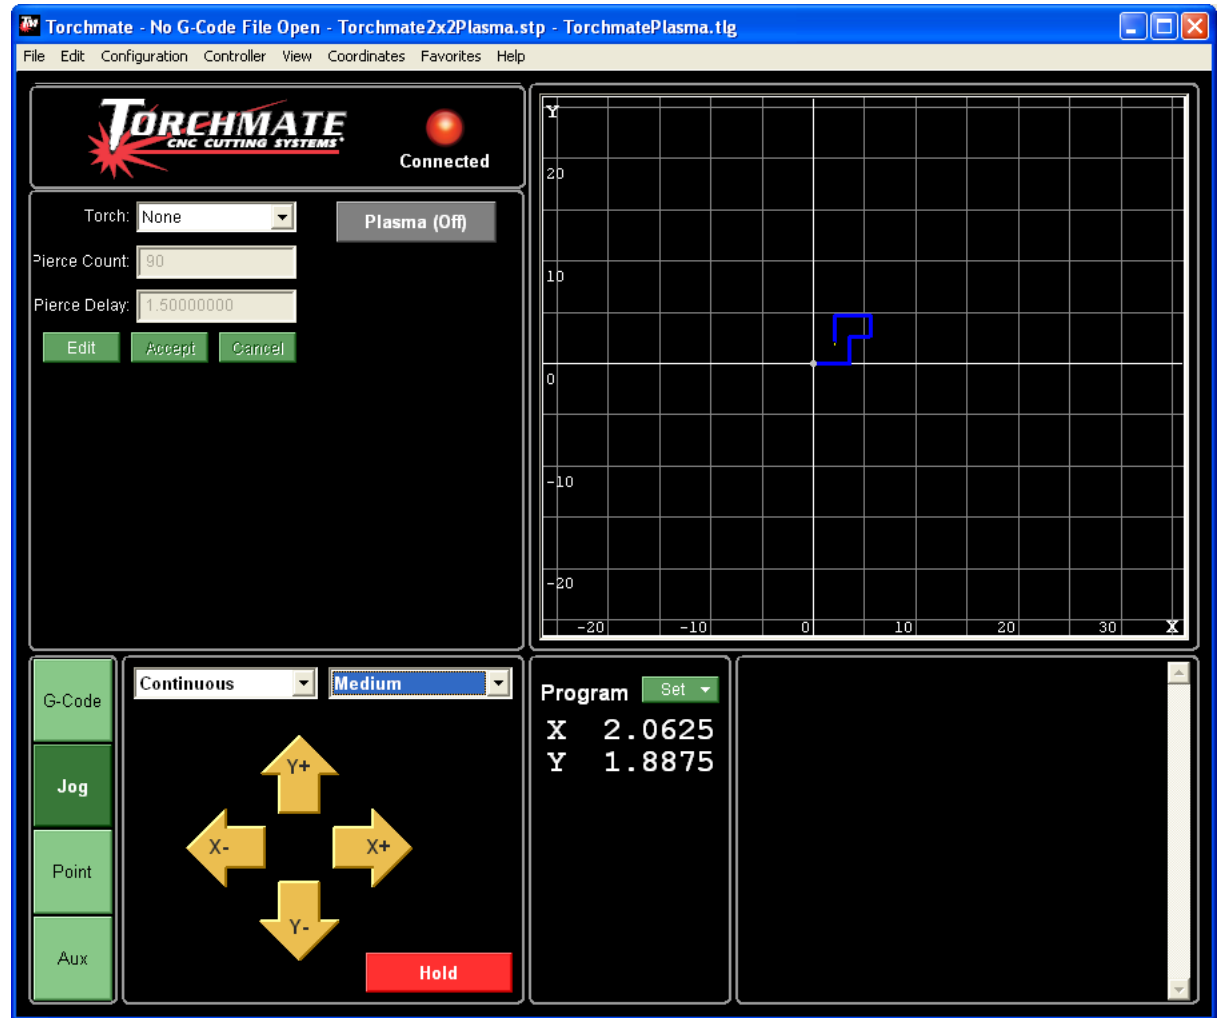 Torchmate - No G-Code File Open - Torchmate2x2Plasma.stp - TorchmatePlasma.tlg
File Edit Configuration Controller View Coordinates Favorites Help
TORCHMATE
CNC CUTTING SYSTEMS
Connected
Torch: None
Plasma (Off)
Pierce Count: 90
Pierce Delay: 1.50000000
Edit Accept Cancel
Y
20
10
0
-10
-20
-20 -10 0 10 20 30 X
G-Code
Jog
Point
Aux
Continuous Medium
Y+
X- X+
Y-
Hold
Program Set
X 2.0625
Y 1.8875